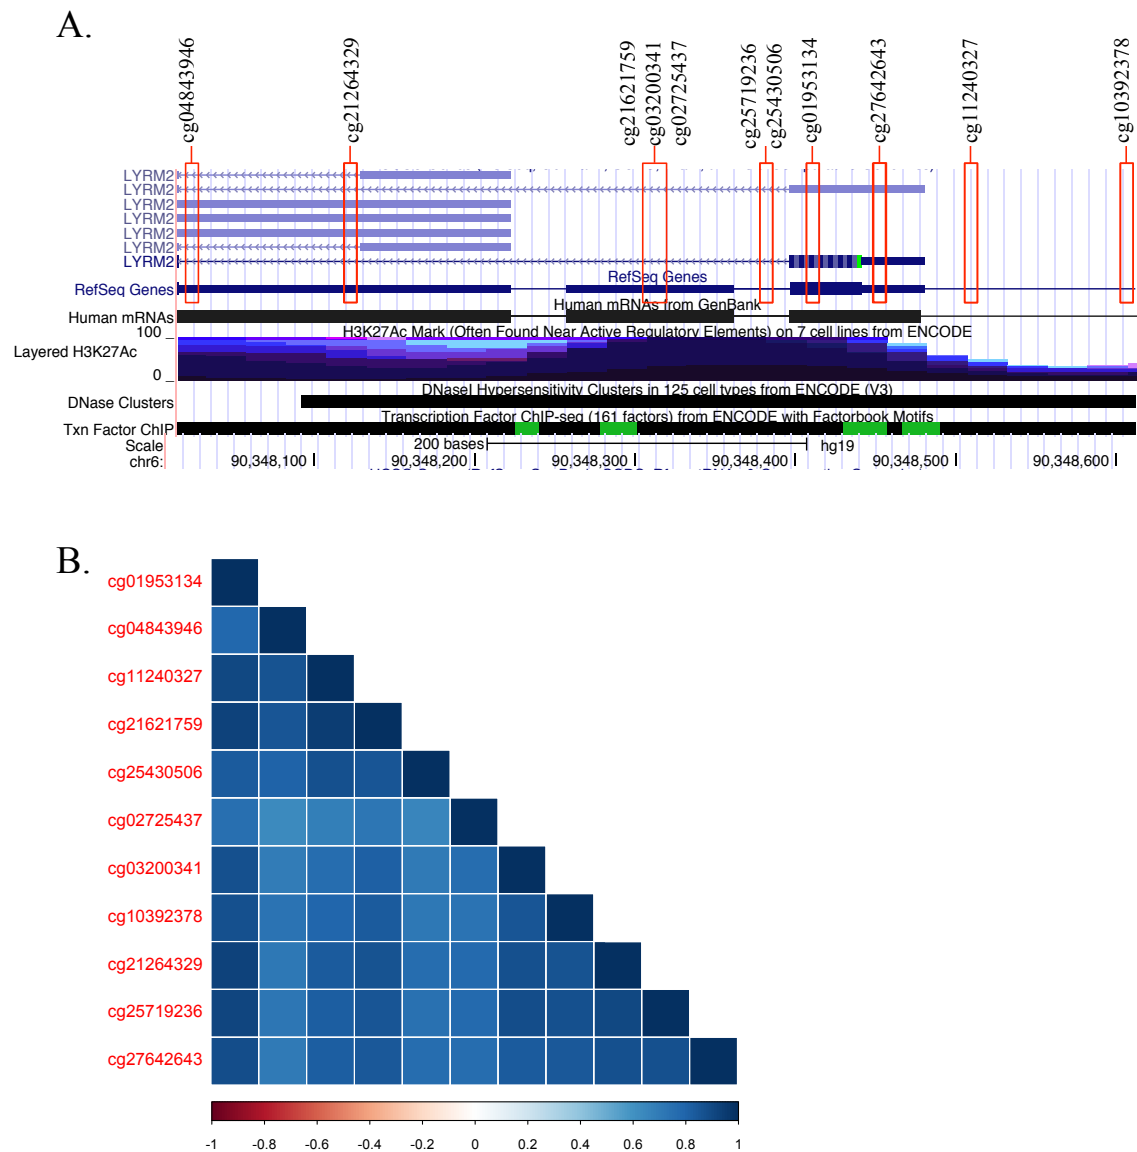 A.
cg04843946
cg21264329
cg21621759
cg03200341
cg02725437
cg25719236
cg25430506
cg01953134
cg27642643
cg11240327
cg10392378
LYRM2
LYRM2
LYRM2
LYRM2
LYRM2
LYRM2
LYRM2
RefSeq Genes
RefSeq Genes
Human mRNAs from GenBank
Human mRNAs
100
H3K27Ac Mark (Often Found Near Active Regulatory Elements) on 7 cell lines from ENCODE
Layered H3K27Ac
0
DNaseI Hypersensitivity Clusters in 125 cell types from ENCODE (V3)
DNase Clusters
Transcription Factor ChIP-seq (161 factors) from ENCODE with Factorbook Motifs
Txn Factor ChIP
Scale 200 bases hg19
chr6: 90,348,100 90,348,200 90,348,300 90,348,400 90,348,500 90,348,600
B.
cg01953134
cg04843946
cg11240327
cg21621759
cg25430506
cg02725437
cg03200341
cg10392378
cg21264329
cg25719236
cg27642643
-1 -0.8 -0.6 -0.4 -0.2 0 0.2 0.4 0.6 0.8 1